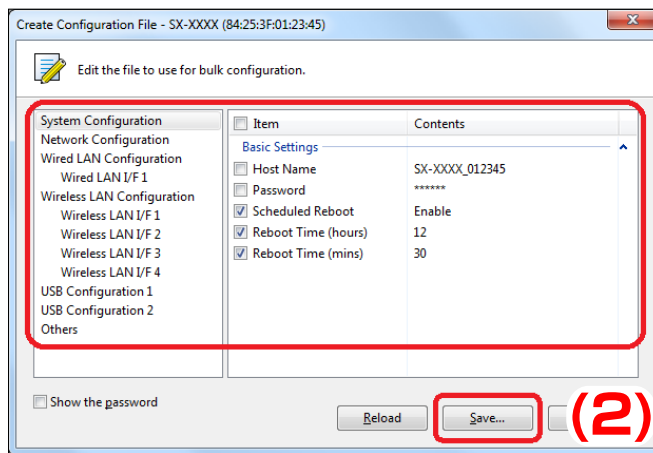 Create Configuration File - SX-XXXX (84:25:3F:01:23:45)
Edit the file to use for bulk configuration.
System Configuration
Network Configuration
Wired LAN Configuration
Wired LAN I/F 1
Wireless LAN Configuration
Wireless LAN I/F 1
Wireless LAN I/F 2
Wireless LAN I/F 3
Wireless LAN I/F 4
USB Configuration 1
USB Configuration 2
Others
Item Contents
Basic Settings
Host Name SX-XXXX_012345
Password ******
Scheduled Reboot Enable
Reboot Time (hours) 12
Reboot Time (mins) 30
Show the password
Reload Save... (2)